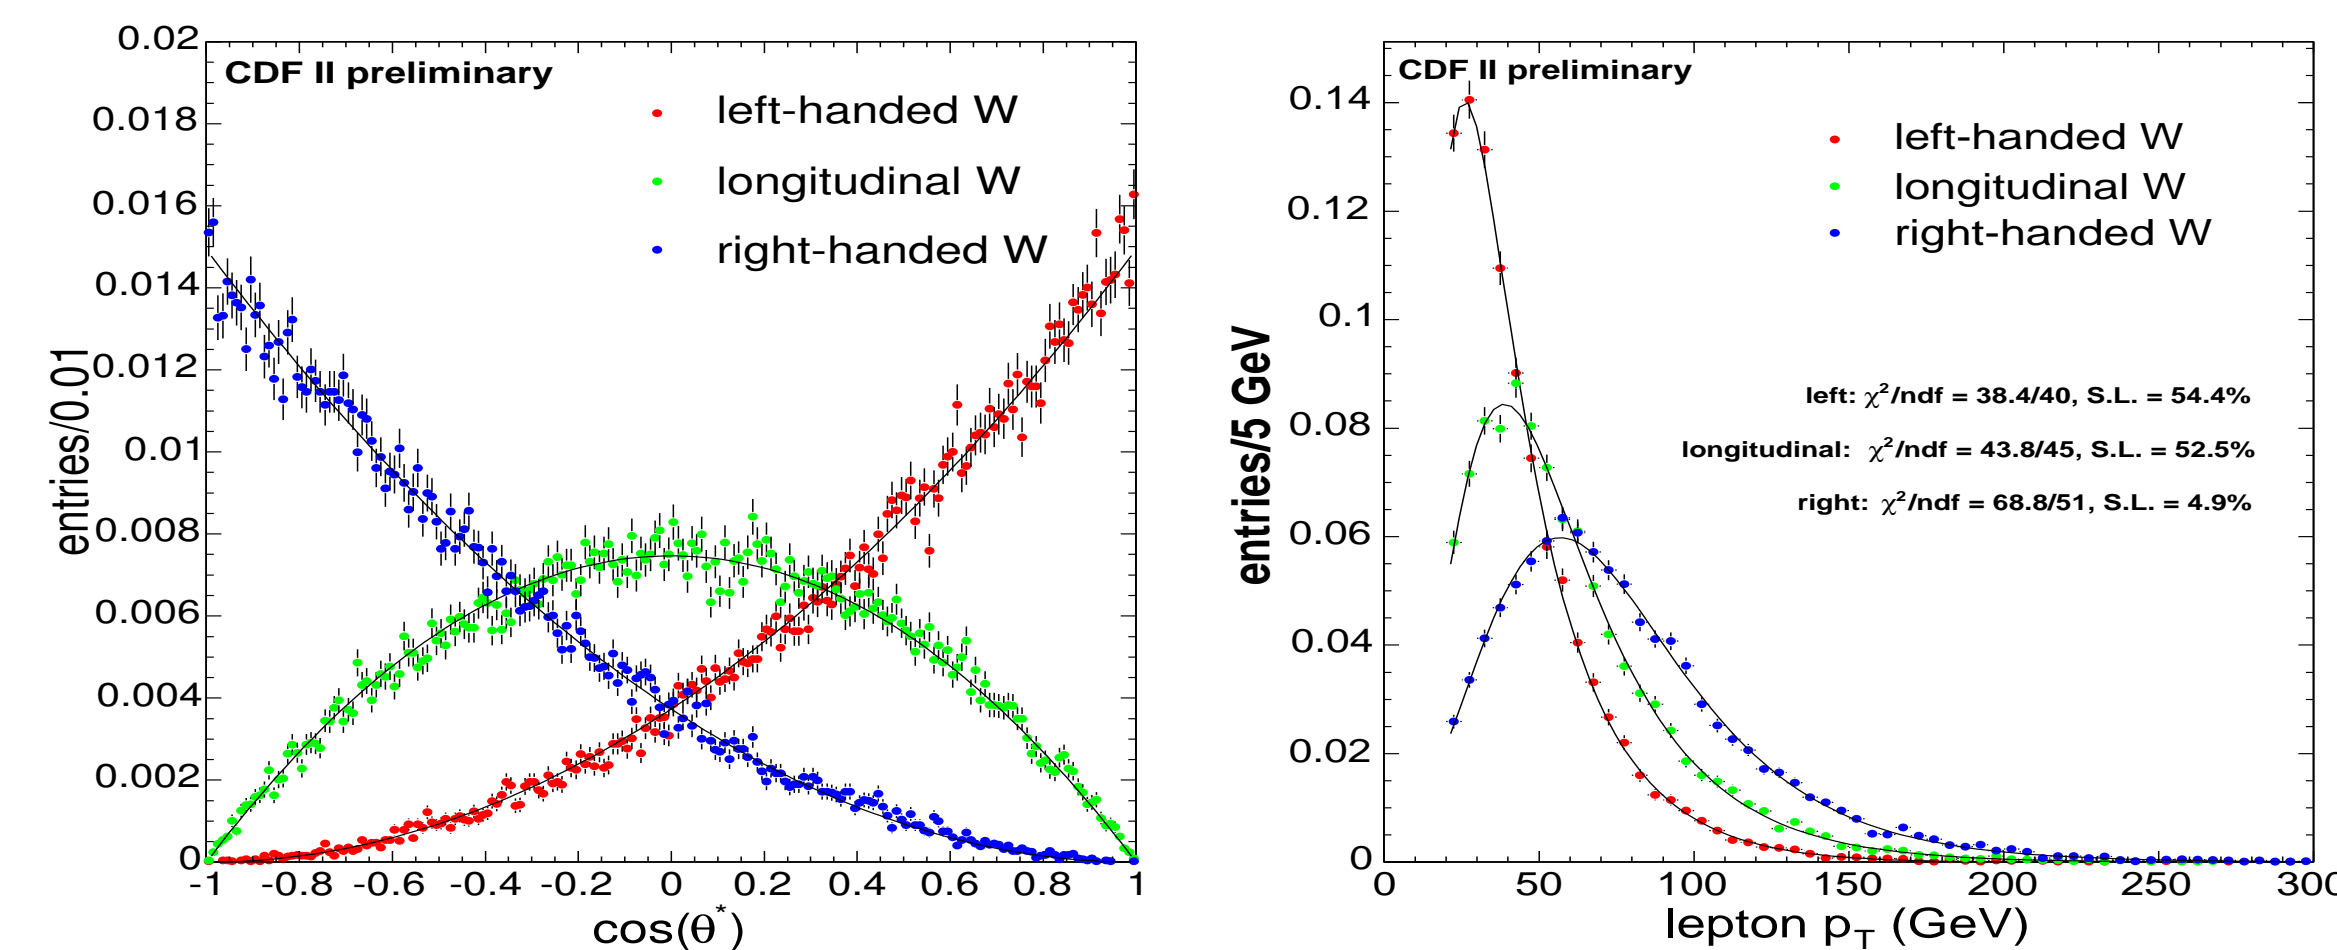 CDF II preliminary
left-handed W
longitudinal W
right-handed W
entries/0.01
0.02
0.018
0.016
0.014
0.012
0.01
0.008
0.006
0.004
0.002
0
-1 -0.8 -0.6 -0.4 -0.2 0 0.2 0.4 0.6 0.8 1
cos(θ*)
CDF II preliminary
left-handed W
longitudinal W
right-handed W
left: χ²/ndf = 38.4/40, S.L. = 54.4%
longitudinal: χ²/ndf = 43.8/45, S.L. = 52.5%
right: χ²/ndf = 68.8/51, S.L. = 4.9%
entries/5 GeV
0.14
0.12
0.1
0.08
0.06
0.04
0.02
0
0 50 100 150 200 250 300
lepton p_T (GeV)